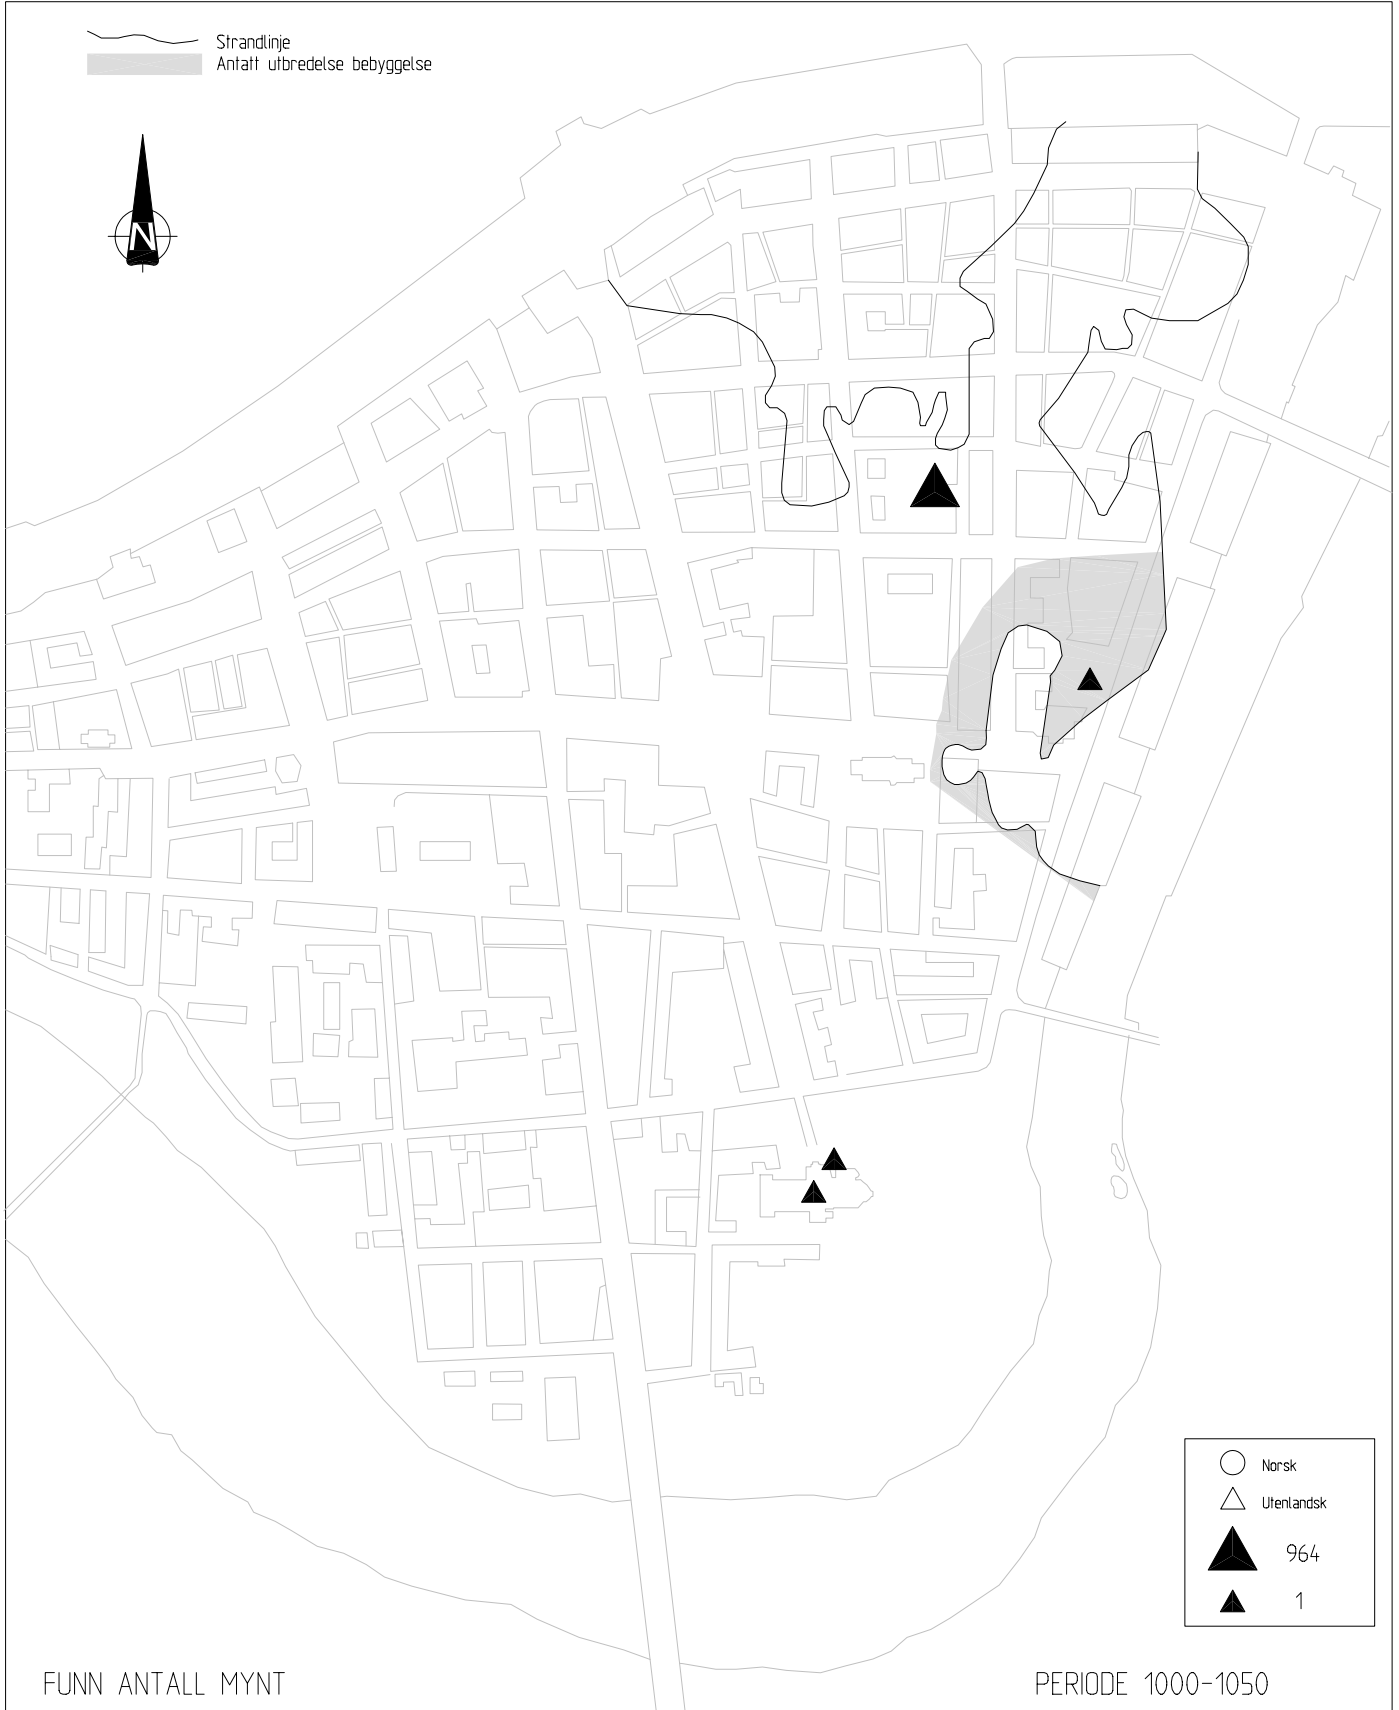 Strandlinje
Antatt utbredelse bebyggelse
N
Norsk
Utenlandsk
964
1
FUNN ANTALL MYNT
PERIODE 1000-1050